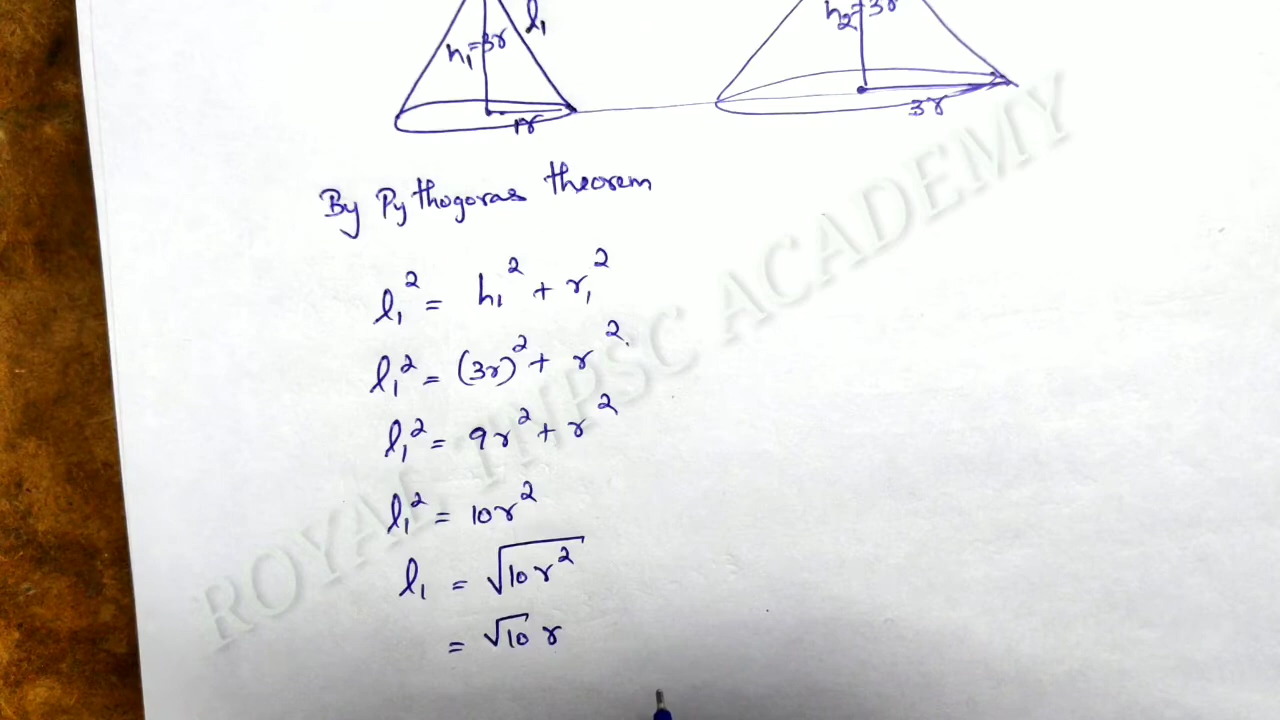 l₁
h₁=3r
1r
h₂=3r
3r
By Pythogoras theorem
l₁² = h₁² + r₁²
l₁² = (3r)² + r².
l₁² = 9r² + r²
l₁² = 10r²
l₁ = √10r²
= √10 r
ROYAL TNPSC ACADEMY